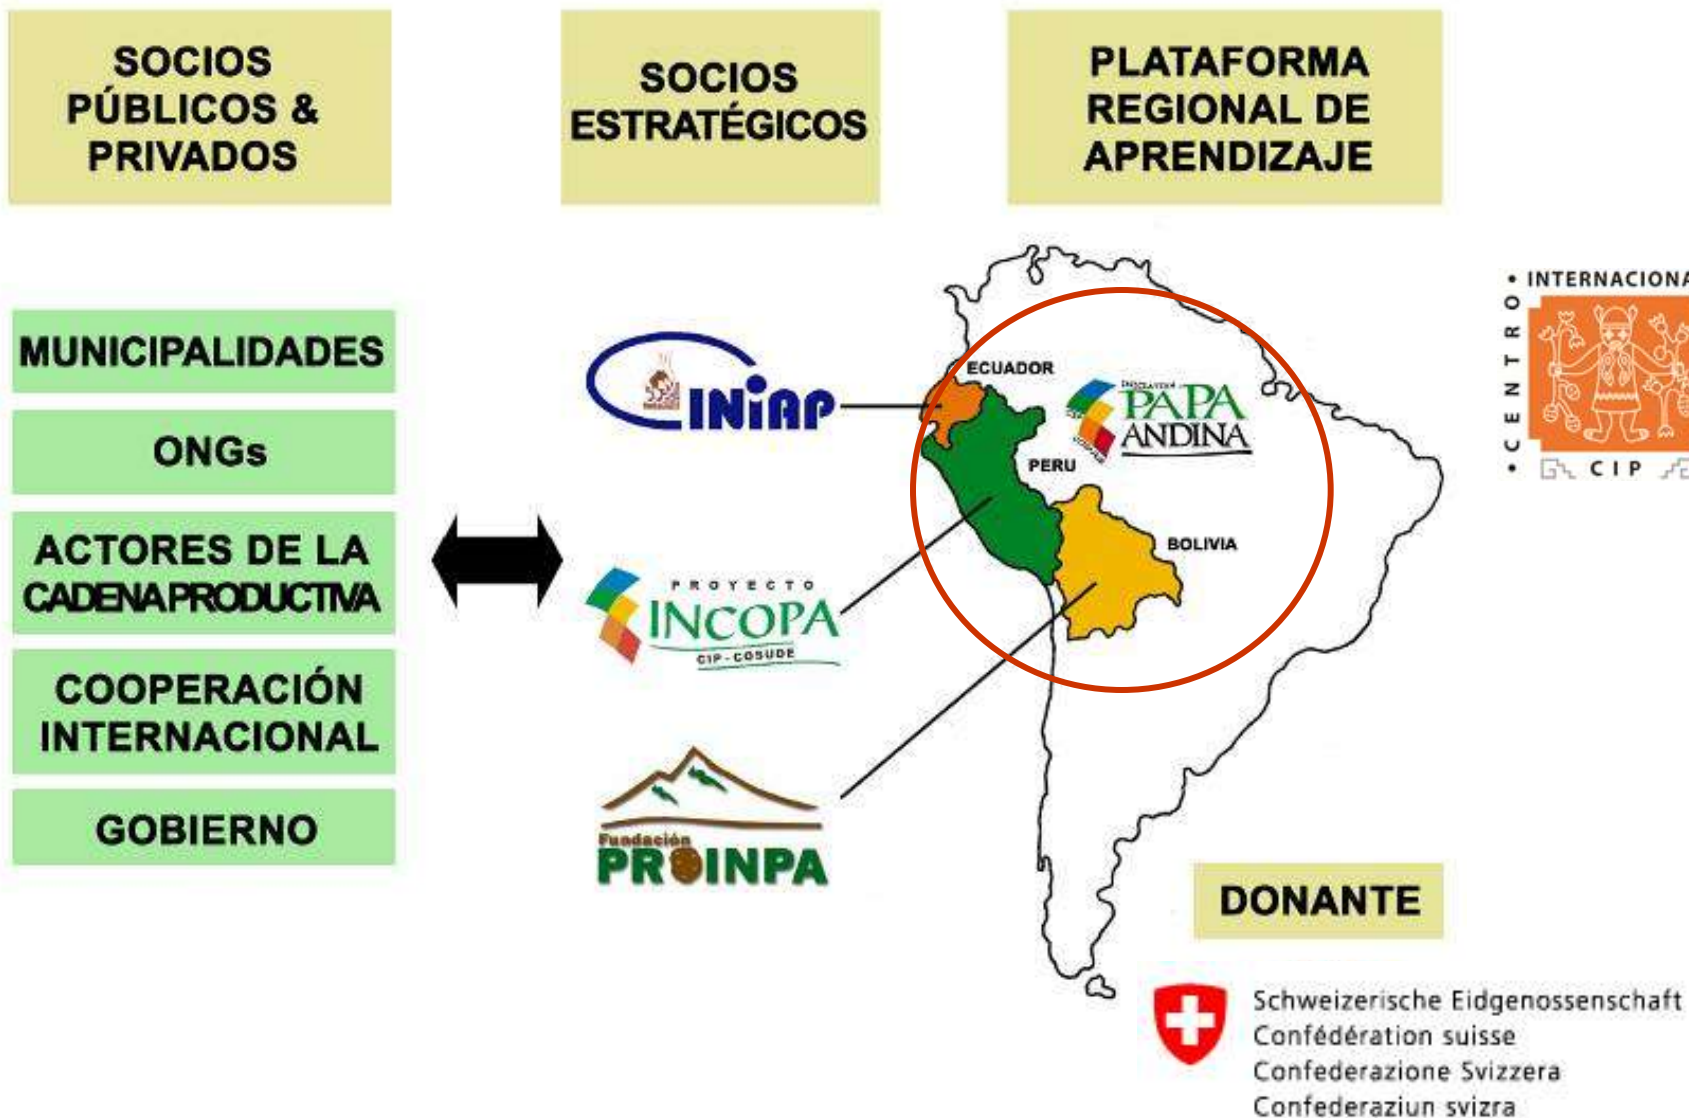 SOCIOS
PÚBLICOS &
PRIVADOS
SOCIOS
ESTRATÉGICOS
PLATAFORMA
REGIONAL DE
APRENDIZAJE
MUNICIPALIDADES
ONGs
ACTORES DE LA
CADENA PRODUCTIVA
COOPERACIÓN
INTERNACIONAL
GOBIERNO
INIAP
PROYECTO
INCOPA
CIP - COSUDE
Fundación
PROINPA
ECUADOR
PAPA
ANDINA
PERU
BOLIVIA
• CENTRO
• INTERNACIONA
CIP
DONANTE
Schweizerische Eidgenossenschaft
Confédération suisse
Confederazione Svizzera
Confederaziun svizra